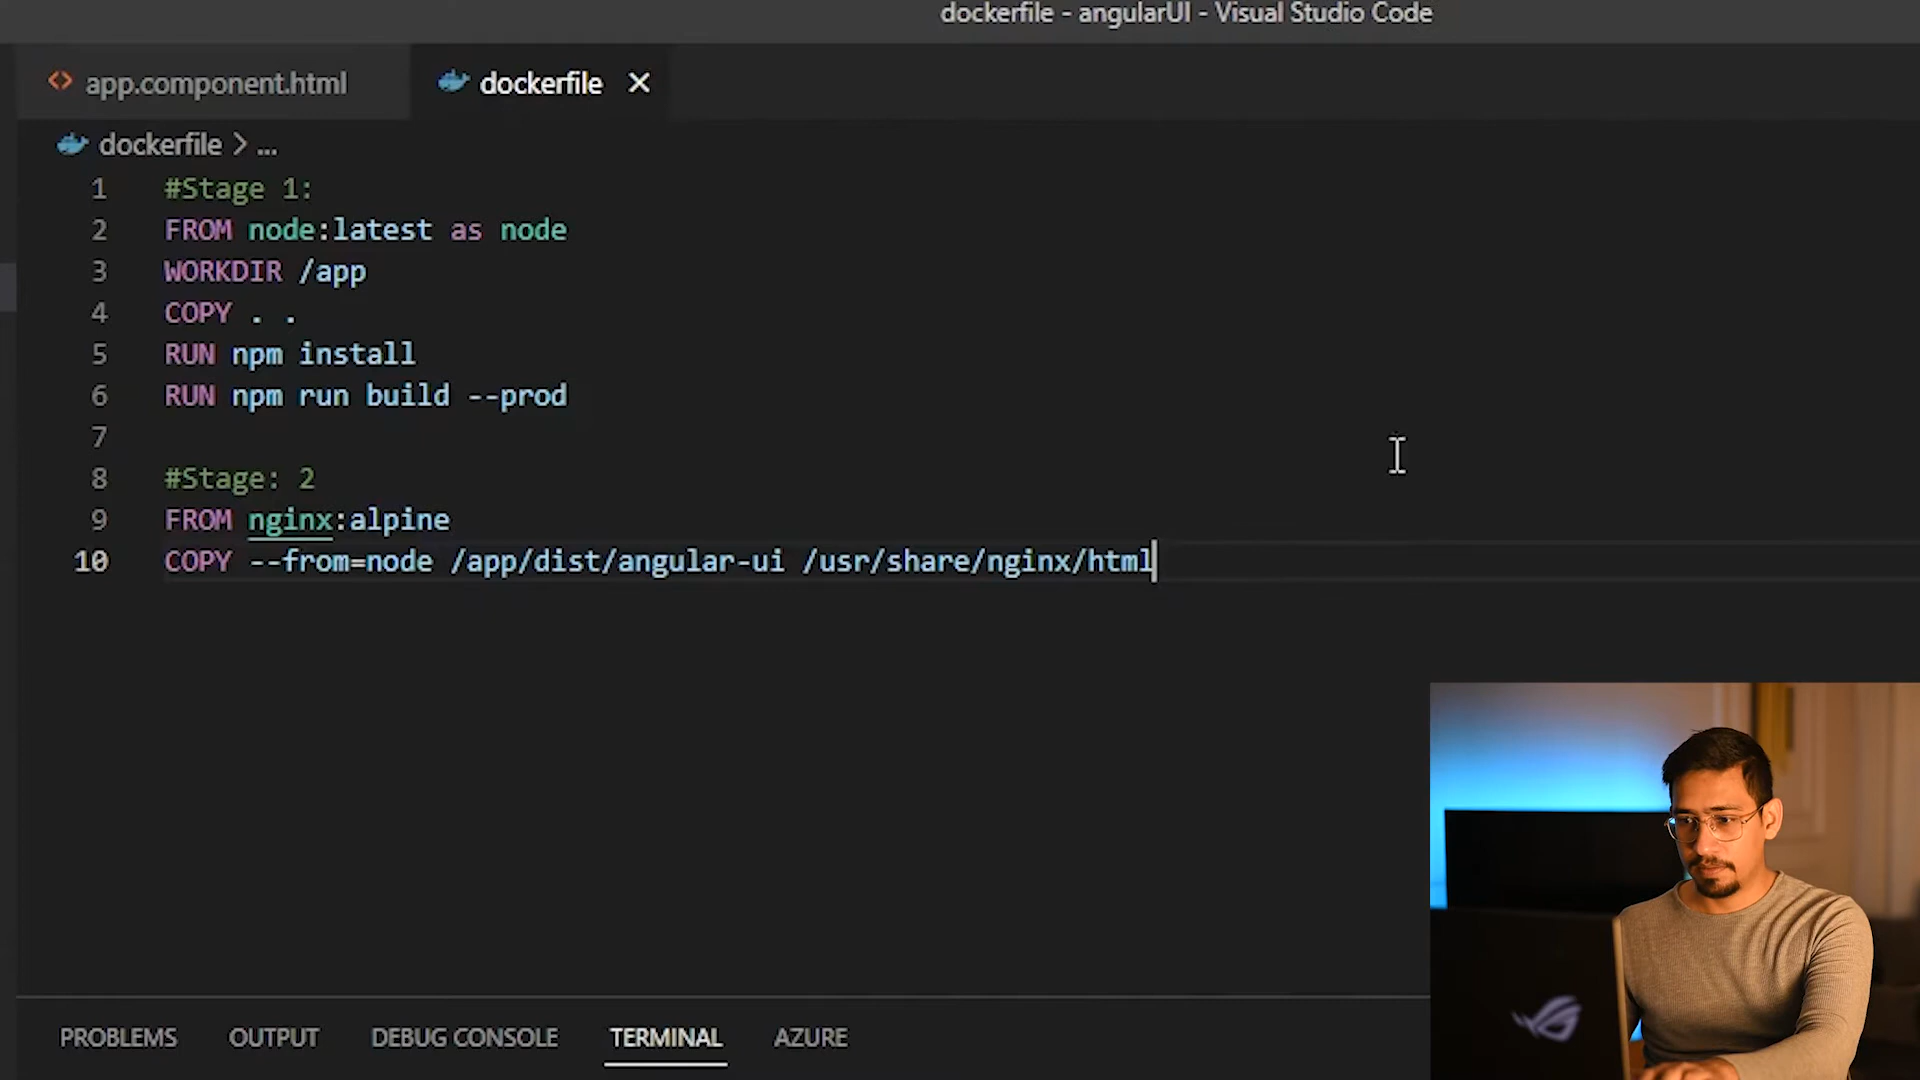 dockerfile - angularUI - Visual Studio Code
app.component.html dockerfile
dockerfile > ...
1 #Stage 1:
2 FROM node:latest as node
3 WORKDIR /app
4 COPY . .
5 RUN npm install
6 RUN npm run build --prod
7
8 #Stage: 2
9 FROM nginx:alpine
10 COPY --from=node /app/dist/angular-ui /usr/share/nginx/html
PROBLEMS OUTPUT DEBUG CONSOLE TERMINAL AZURE